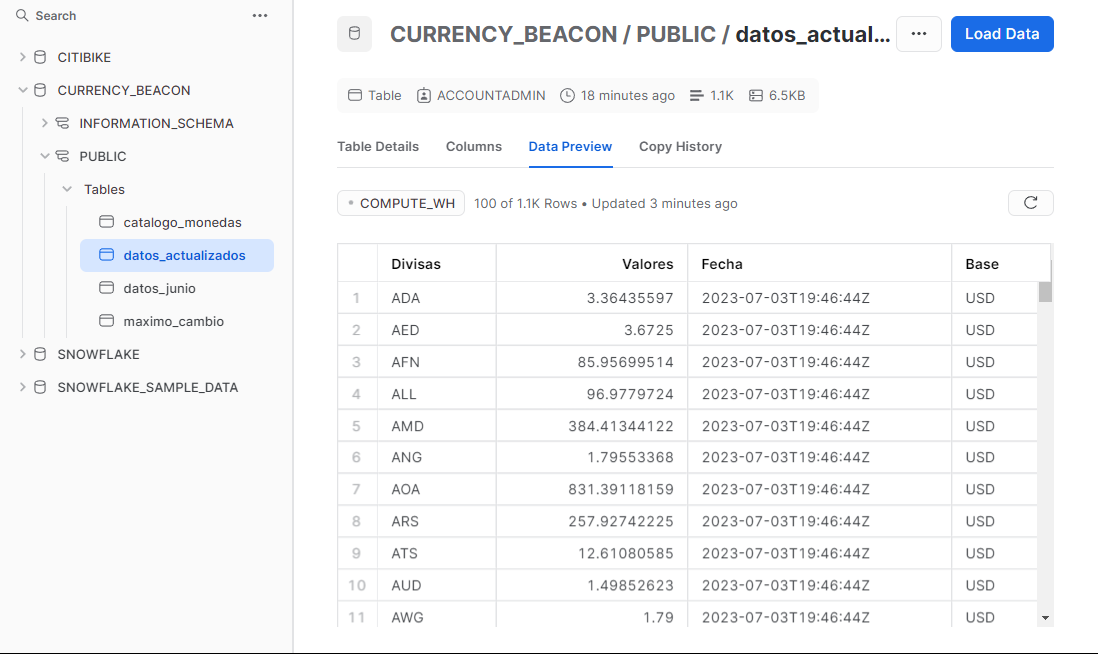 Search
...
CITIBIKE
CURRENCY_BEACON
INFORMATION_SCHEMA
PUBLIC
Tables
catalogo_monedas
datos_actualizados
datos_junio
maximo_cambio
SNOWFLAKE
SNOWFLAKE_SAMPLE_DATA
CURRENCY_BEACON / PUBLIC / datos_actual...
...
Load Data
Table ACCOUNTADMIN 18 minutes ago 1.1K 6.5KB
Table Details Columns Data Preview Copy History
COMPUTE_WH 100 of 1.1K Rows • Updated 3 minutes ago
Divisas Valores Fecha Base
1 ADA 3.36435597 2023-07-03T19:46:44Z USD
2 AED 3.6725 2023-07-03T19:46:44Z USD
3 AFN 85.95699514 2023-07-03T19:46:44Z USD
4 ALL 96.9779724 2023-07-03T19:46:44Z USD
5 AMD 384.41344122 2023-07-03T19:46:44Z USD
6 ANG 1.79553368 2023-07-03T19:46:44Z USD
7 AOA 831.39118159 2023-07-03T19:46:44Z USD
8 ARS 257.92742225 2023-07-03T19:46:44Z USD
9 ATS 12.61080585 2023-07-03T19:46:44Z USD
10 AUD 1.49852623 2023-07-03T19:46:44Z USD
11 AWG 1.79 2023-07-03T19:46:44Z USD